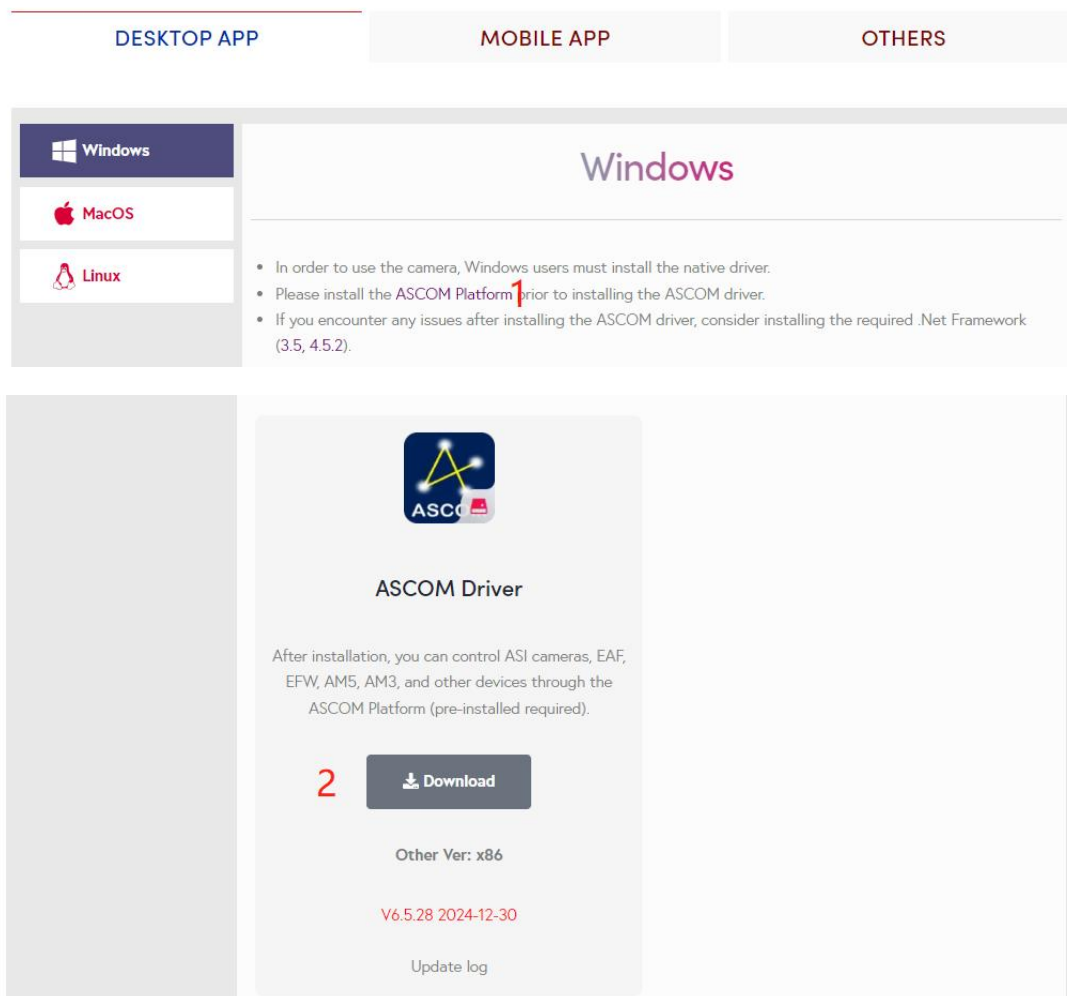 DESKTOP APP
MOBILE APP
OTHERS
Windows
MacOS
Linux
Windows
In order to use the camera, Windows users must install the native driver.
Please install the ASCOM Platform prior to installing the ASCOM driver.
1
If you encounter any issues after installing the ASCOM driver, consider installing the required .Net Framework
(3.5, 4.5.2).
ASCOM
ASCOM Driver
After installation, you can control ASI cameras, EAF,
EFW, AM5, AM3, and other devices through the
ASCOM Platform (pre-installed required).
2
Download
Other Ver: x86
V6.5.28 2024-12-30
Update log